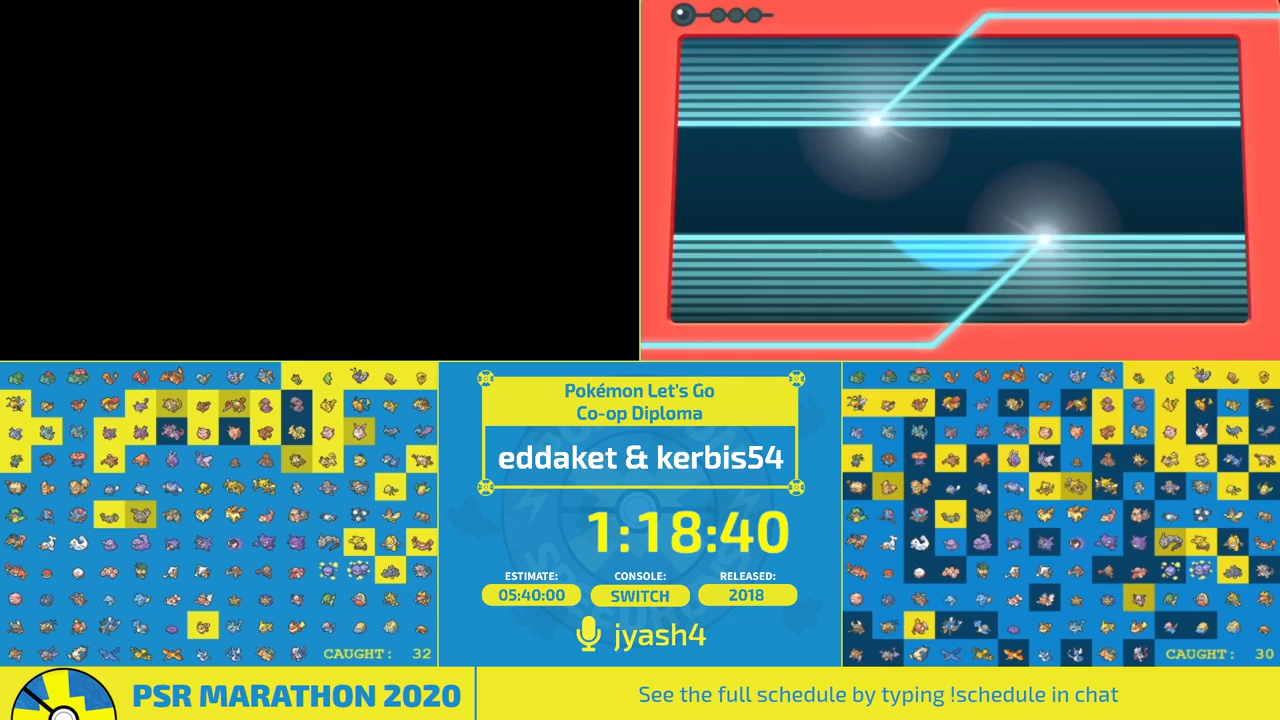 Pokémon Let's Go
Co-op Diploma
eddaket & kerbis54
1:18:40
ESTIMATE: CONSOLE: RELEASED:
05:40:00 SWITCH 2018
jyash4
CAUGHT: 32
CAUGHT: 30
PSR MARATHON 2020
See the full schedule by typing !schedule in chat